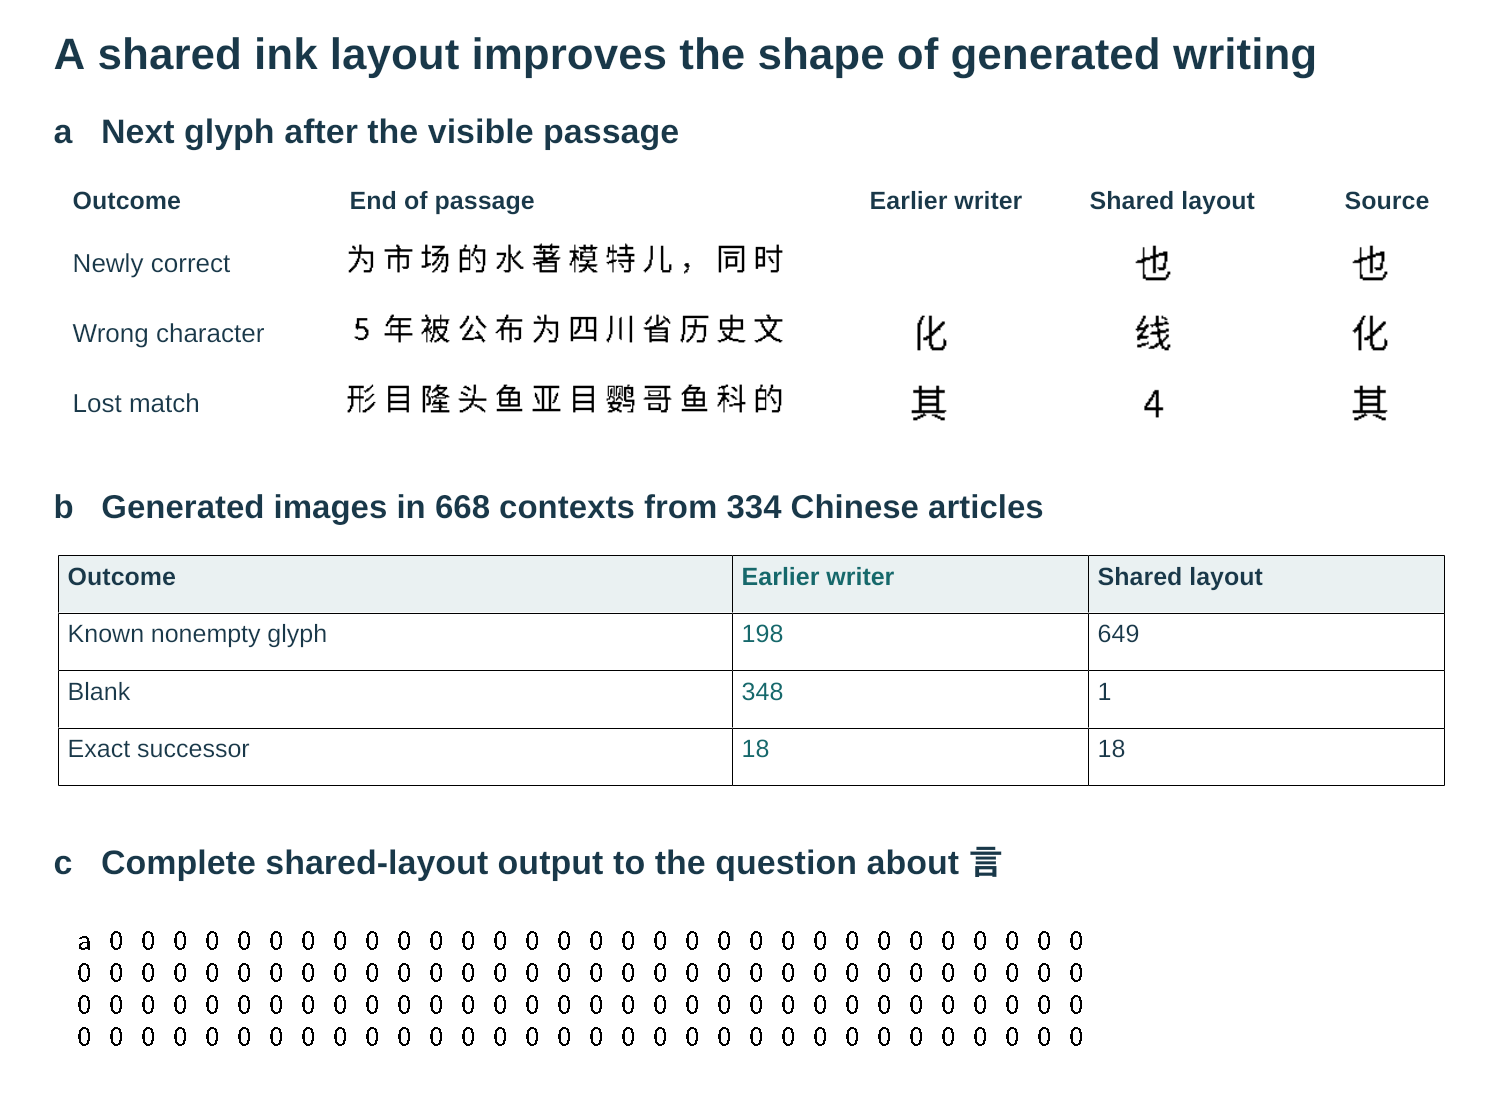 A shared ink layout improves the shape of generated writing
a Next glyph after the visible passage
Outcome End of passage Earlier writer Shared layout Source
Newly correct 为市场的水著模特儿，同时 也 也
Wrong character 5年被公布为四川省历史文 化 线 化
Lost match 形目隆头鱼亚目鹦哥鱼科的 其 4 其
b Generated images in 668 contexts from 334 Chinese articles
Outcome Earlier writer Shared layout
Known nonempty glyph 198 649
Blank 348 1
Exact successor 18 18
c Complete shared-layout output to the question about 言
a 0 0 0 0 0 0 0 0 0 0 0 0 0 0 0 0 0 0 0 0 0 0 0 0 0 0 0 0 0 0 0
0 0 0 0 0 0 0 0 0 0 0 0 0 0 0 0 0 0 0 0 0 0 0 0 0 0 0 0 0 0 0 0
0 0 0 0 0 0 0 0 0 0 0 0 0 0 0 0 0 0 0 0 0 0 0 0 0 0 0 0 0 0 0 0
0 0 0 0 0 0 0 0 0 0 0 0 0 0 0 0 0 0 0 0 0 0 0 0 0 0 0 0 0 0 0 0